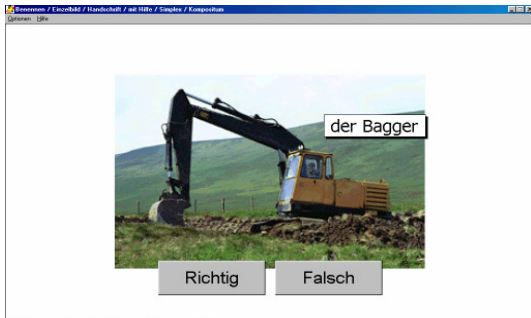 Benennen / Einzelbild / Handschrift / mit Hilfe / Simplex / Kompositum
Optionen Hilfe
der Bagger
Richtig Falsch